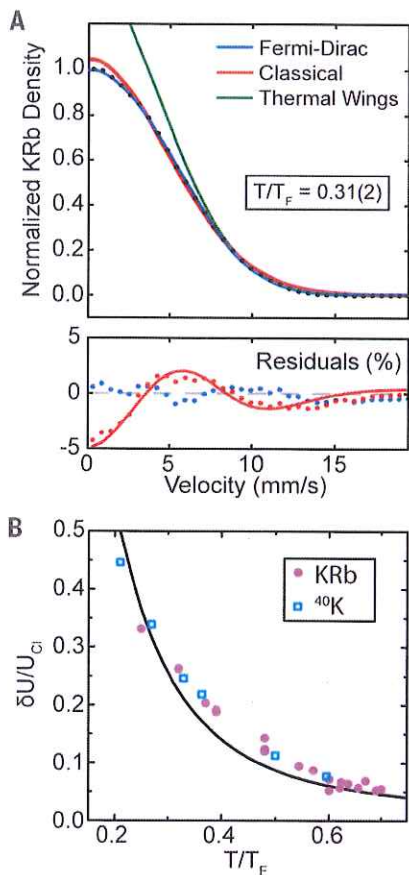 A
Normalized KRb Density
1.0
0.8
0.6
0.4
0.2
0.0
Fermi-Dirac
Classical
Thermal Wings
T/T_F = 0.31(2)
Residuals (%)
5
0
-5
0 5 10 15
Velocity (mm/s)
B
δU/U_Cl
0.5
0.4
0.3
0.2
0.1
0.0
KRb
⁴⁰K
0.2 0.4 0.6
T/T_F